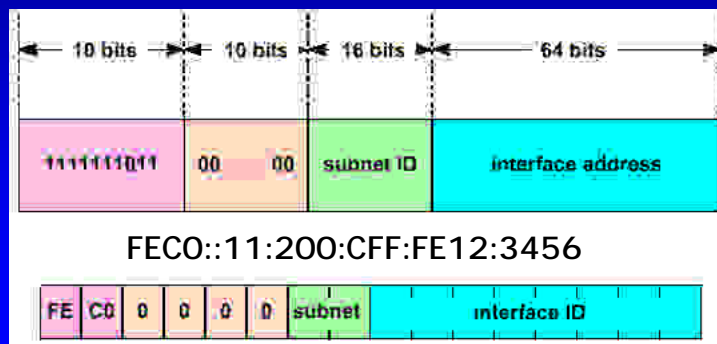 10 bits 10 bits 16 bits 64 bits
1111111011 00 00 subnet ID interface address
FEC0::11:200:CFF:FE12:3456
FE C0 0 0 0 0 subnet interface ID